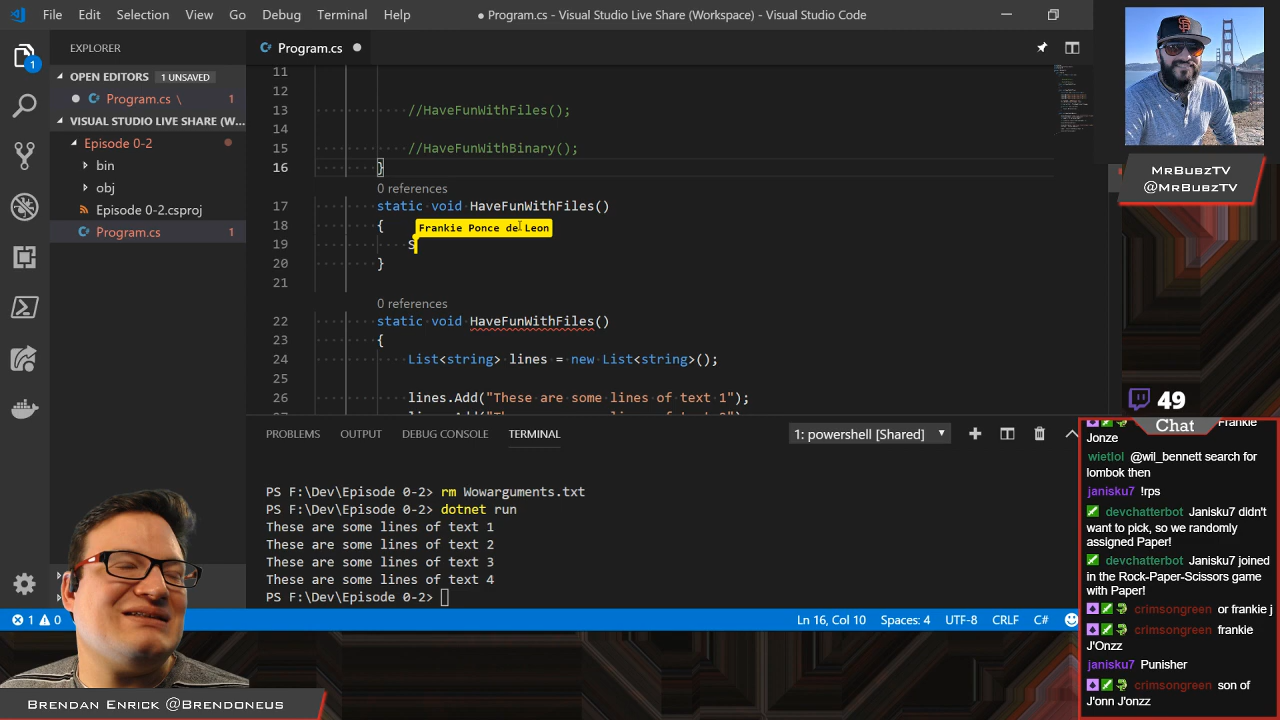 File Edit Selection View Go Debug Terminal Help
● Program.cs - Visual Studio Live Share (Workspace) - Visual Studio Code
EXPLORER
OPEN EDITORS 1 UNSAVED
Program.cs \ 1
VISUAL STUDIO LIVE SHARE (W...
Episode 0-2
bin
obj
Episode 0-2.csproj
Program.cs 1
1
Program.cs
11
12
13 //HaveFunWithFiles();
14
15 //HaveFunWithBinary();
16 }
0 references
17 static void HaveFunWithFiles()
18 {
Frankie Ponce de Leon
19 S
20 }
21
0 references
22 static void HaveFunWithFiles()
23 {
24 List<string> lines = new List<string>();
25
26 lines.Add("These are some lines of text 1");
PROBLEMS OUTPUT DEBUG CONSOLE TERMINAL
1: powershell [Shared]
PS F:\Dev\Episode 0-2> rm Wowarguments.txt
PS F:\Dev\Episode 0-2> dotnet run
These are some lines of text 1
These are some lines of text 2
These are some lines of text 3
These are some lines of text 4
PS F:\Dev\Episode 0-2>
1 0 Ln 16, Col 10 Spaces: 4 UTF-8 CRLF C#
MrBubzTV
@MrBubzTV
49
Chat
Frankie
Jonze
wietlol @wil_bennett search for
lombok then
janisku7 !rps
devchatterbot Janisku7 didn't
want to pick, so we randomly
assigned Paper!
devchatterbot Janisku7 joined
in the Rock-Paper-Scissors game
with Paper!
crimsongreen or frankie j
crimsongreen frankie
J'Onzz
janisku7 Punisher
crimsongreen son of
J'onn J'onzz
Brendan Enrick @Brendoneus